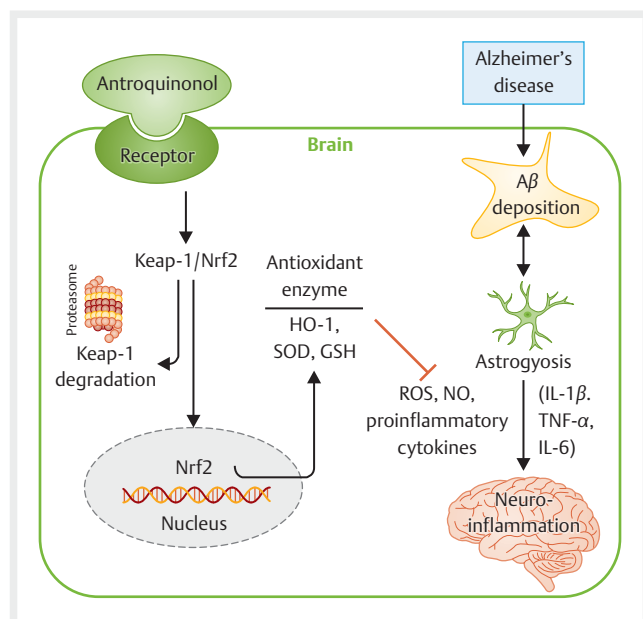 Antroquinonol
Receptor
Brain
Alzheimer's
disease
Aβ
deposition
Keap-1/Nrf2
Proteasome
Keap-1
degradation
Antioxidant
enzyme
HO-1,
SOD, GSH
Astrogyosis
ROS, NO,
proinflammatory
cytokines
(IL-1β.
TNF-α,
IL-6)
Nrf2
Nucleus
Neuro-
inflammation